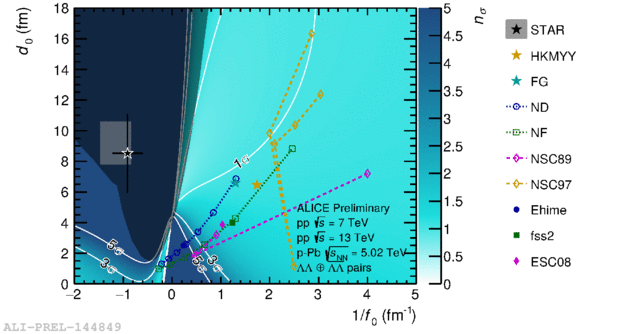 d0 (fm)
18
16
14
12
10
8
6
4
2
0
−2
−1
0
1
2
3
4
5
1/f0 (fm-1)
1σ
3σ
5σ
3σ
5σ
ALICE Preliminary
pp √s = 7 TeV
pp √s = 13 TeV
p-Pb √sNN = 5.02 TeV
ΛΛ ⊕ ΛΛ pairs
nσ
5
4.5
4
3.5
3
2.5
2
1.5
1
0.5
0
STAR
HKMYY
FG
ND
NF
NSC89
NSC97
Ehime
fss2
ESC08
ALI-PREL-144849